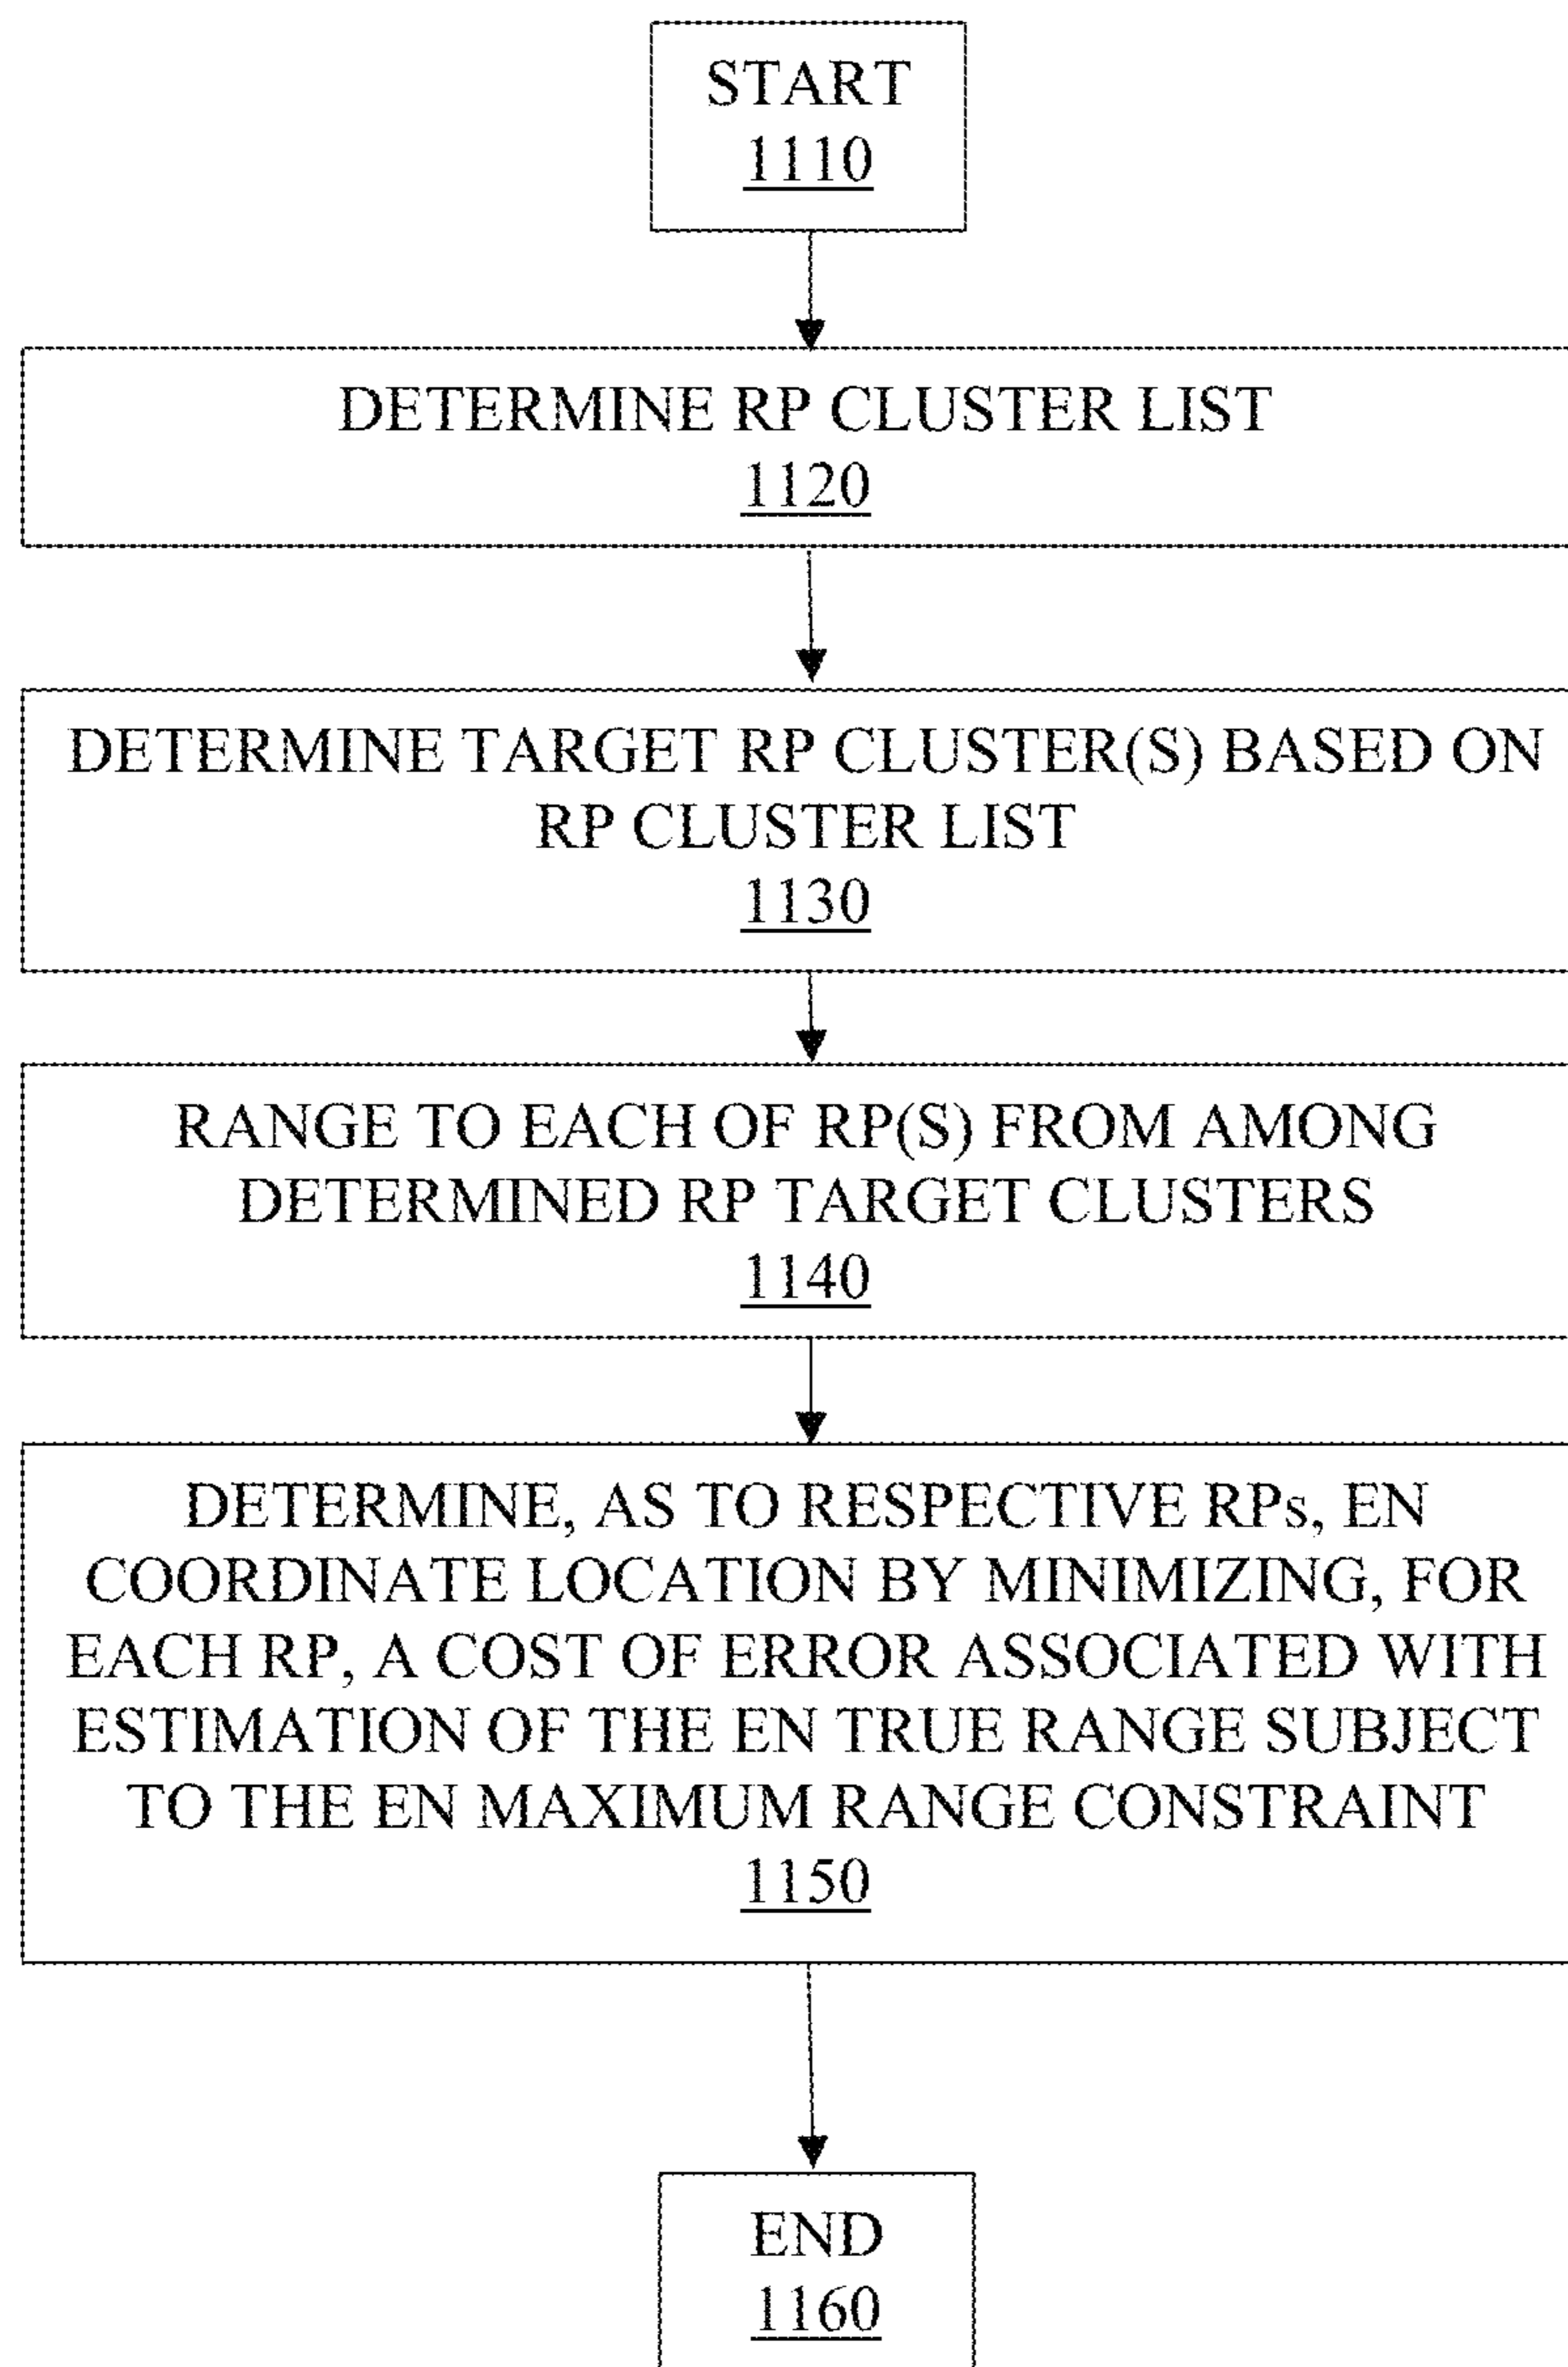 START
1110
DETERMINE RP CLUSTER LIST
1120
DETERMINE TARGET RP CLUSTER(S) BASED ON
RP CLUSTER LIST
1130
RANGE TO EACH OF RP(S) FROM AMONG
DETERMINED RP TARGET CLUSTERS
1140
DETERMINE, AS TO RESPECTIVE RPs, EN
COORDINATE LOCATION BY MINIMIZING, FOR
EACH RP, A COST OF ERROR ASSOCIATED WITH
ESTIMATION OF THE EN TRUE RANGE SUBJECT
TO THE EN MAXIMUM RANGE CONSTRAINT
1150
END
1160